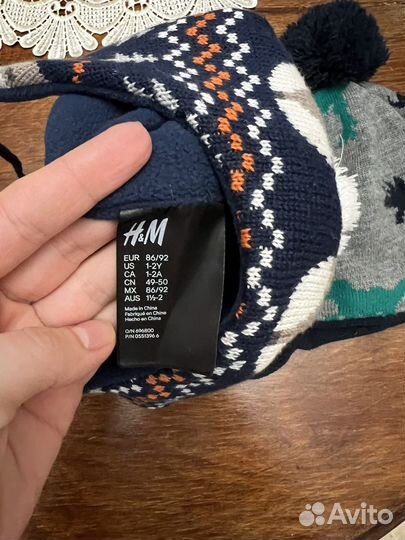 H&M
EUR 86/92
US 1-2Y
CA 1-2A
CN 49-50
MX 86/92
AUS 1½-2
Made in China
Fabriqué en Chine
Hecho en China
O/N 696800
P/N 0551396 6
Avito